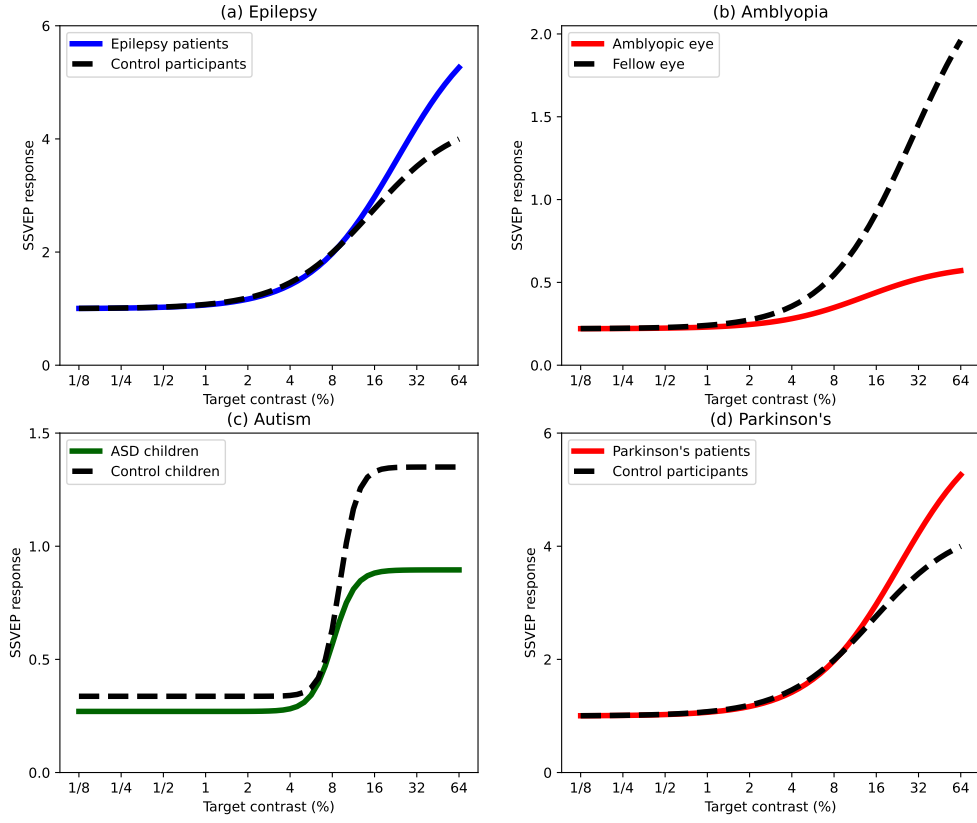 (a) Epilepsy
6
4
2
0
SSVEP response
Epilepsy patients
Control participants
1/8 1/4 1/2 1 2 4 8 16 32 64
Target contrast (%)
(b) Amblyopia
2.0
1.5
1.0
0.5
0.0
SSVEP response
Amblyopic eye
Fellow eye
1/8 1/4 1/2 1 2 4 8 16 32 64
Target contrast (%)
(c) Autism
1.5
1.0
0.5
0.0
SSVEP response
ASD children
Control children
1/8 1/4 1/2 1 2 4 8 16 32 64
Target contrast (%)
(d) Parkinson's
6
4
2
0
SSVEP response
Parkinson's patients
Control participants
1/8 1/4 1/2 1 2 4 8 16 32 64
Target contrast (%)